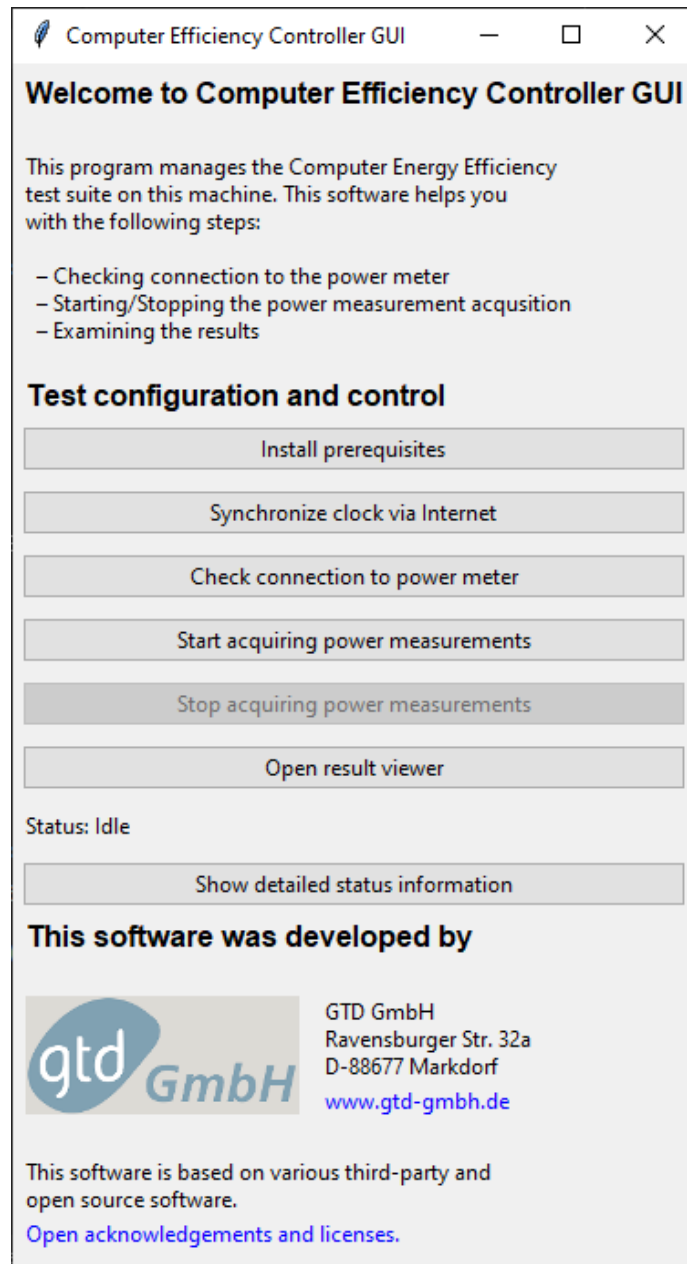 Computer Efficiency Controller GUI
Welcome to Computer Efficiency Controller GUI
This program manages the Computer Energy Efficiency
test suite on this machine. This software helps you
with the following steps:
– Checking connection to the power meter
– Starting/Stopping the power measurement acqusition
– Examining the results
Test configuration and control
Install prerequisites
Synchronize clock via Internet
Check connection to power meter
Start acquiring power measurements
Stop acquiring power measurements
Open result viewer
Status: Idle
Show detailed status information
This software was developed by
gtd GmbH
GTD GmbH
Ravensburger Str. 32a
D-88677 Markdorf
www.gtd-gmbh.de
This software is based on various third-party and
open source software.
Open acknowledgements and licenses.